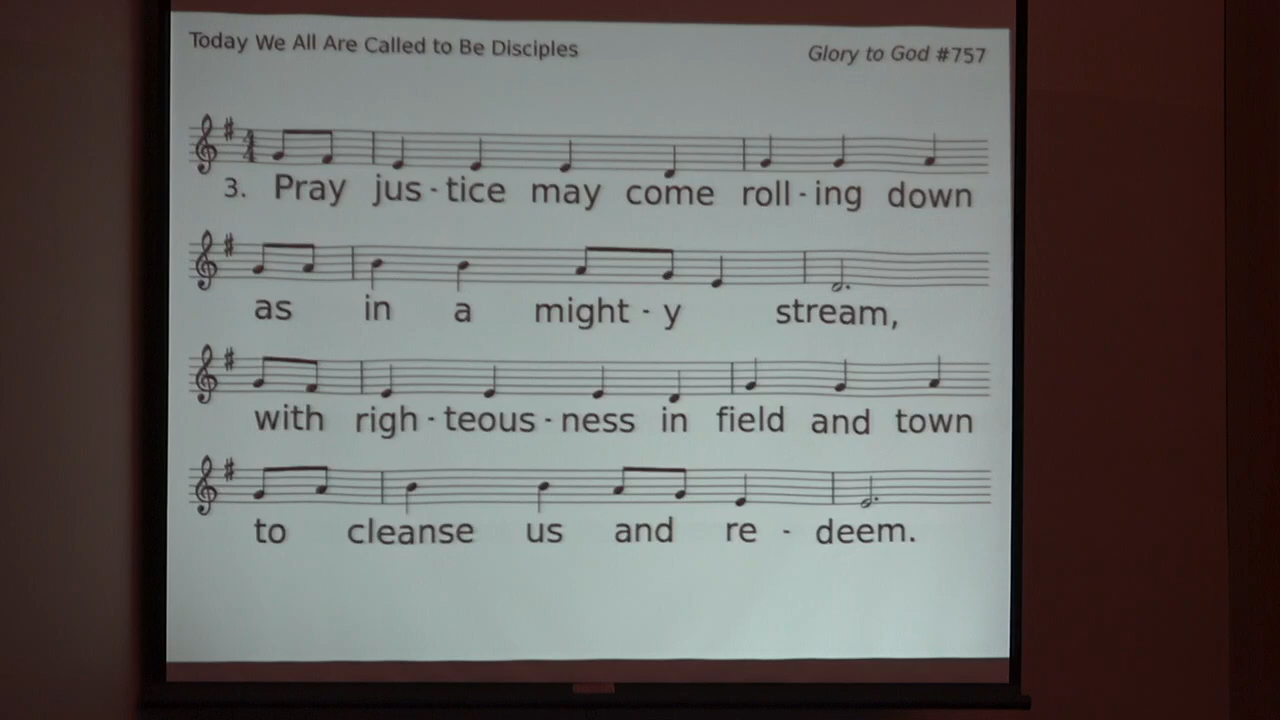 Today We All Are Called to Be Disciples
Glory to God #757
3. Pray jus - tice may come roll - ing down
as in a might - y stream,
with righ - teous - ness in field and town
to cleanse us and re - deem.